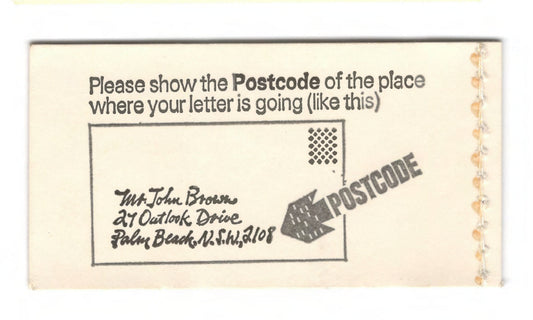 Please show the Postcode of the place
where your letter is going (like this)
Mr. John Brown
27 Outlook Drive
Palm Beach, N.S.W, 2108
POSTCODE